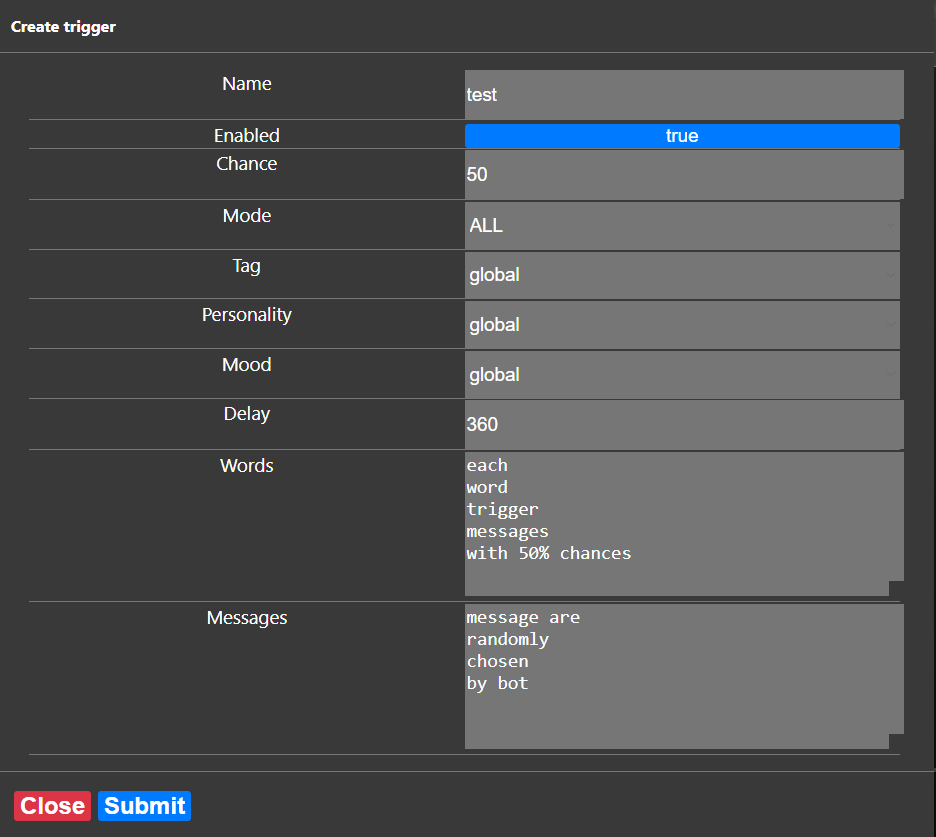 Create trigger
Name
test
Enabled
true
Chance
50
Mode
ALL
Tag
global
Personality
global
Mood
global
Delay
360
Words
each
word
trigger
messages
with 50% chances
Messages
message are
randomly
chosen
by bot
Close Submit